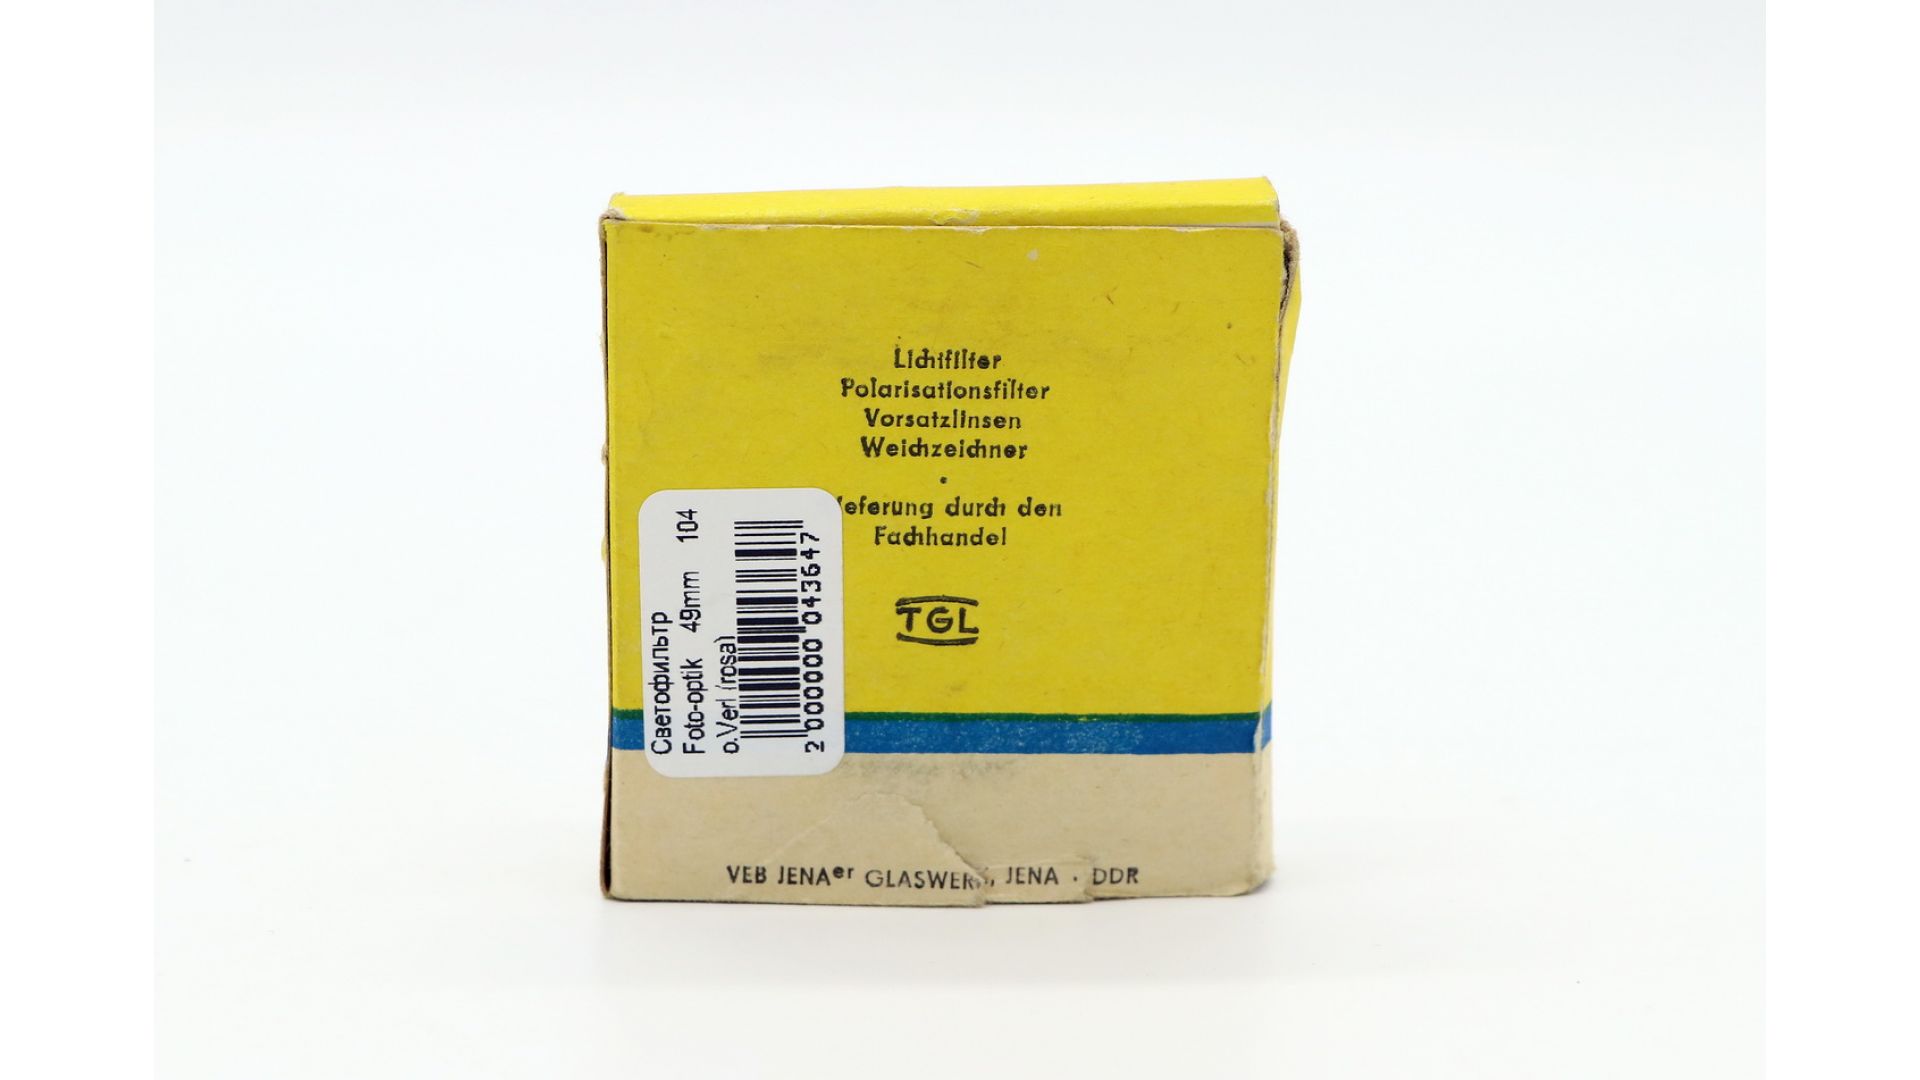 Lichtfilter
Polarisationsfilter
Vorsatzlinsen
Weichzeichner
•
ieferung durch den
Fachhandel
TGL
Светофильтр
Foto-optik 49mm 104
o.Verl (rosa)
2 000000 043647
VEB JENAer GLASWERK, JENA · DDR